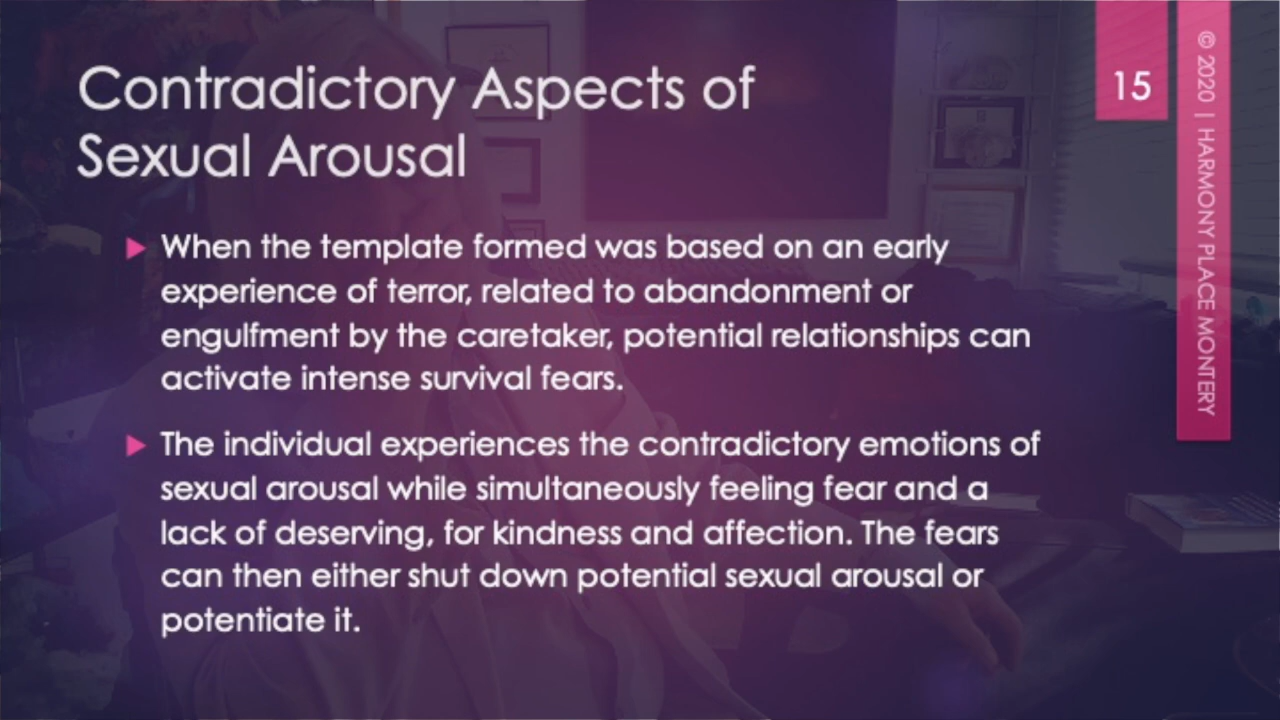 Contradictory Aspects of
Sexual Arousal
15
When the template formed was based on an early
experience of terror, related to abandonment or
engulfment by the caretaker, potential relationships can
activate intense survival fears.
The individual experiences the contradictory emotions of
sexual arousal while simultaneously feeling fear and a
lack of deserving, for kindness and affection. The fears
can then either shut down potential sexual arousal or
potentiate it.
© 2020 | HARMONY PLACE MONTERY